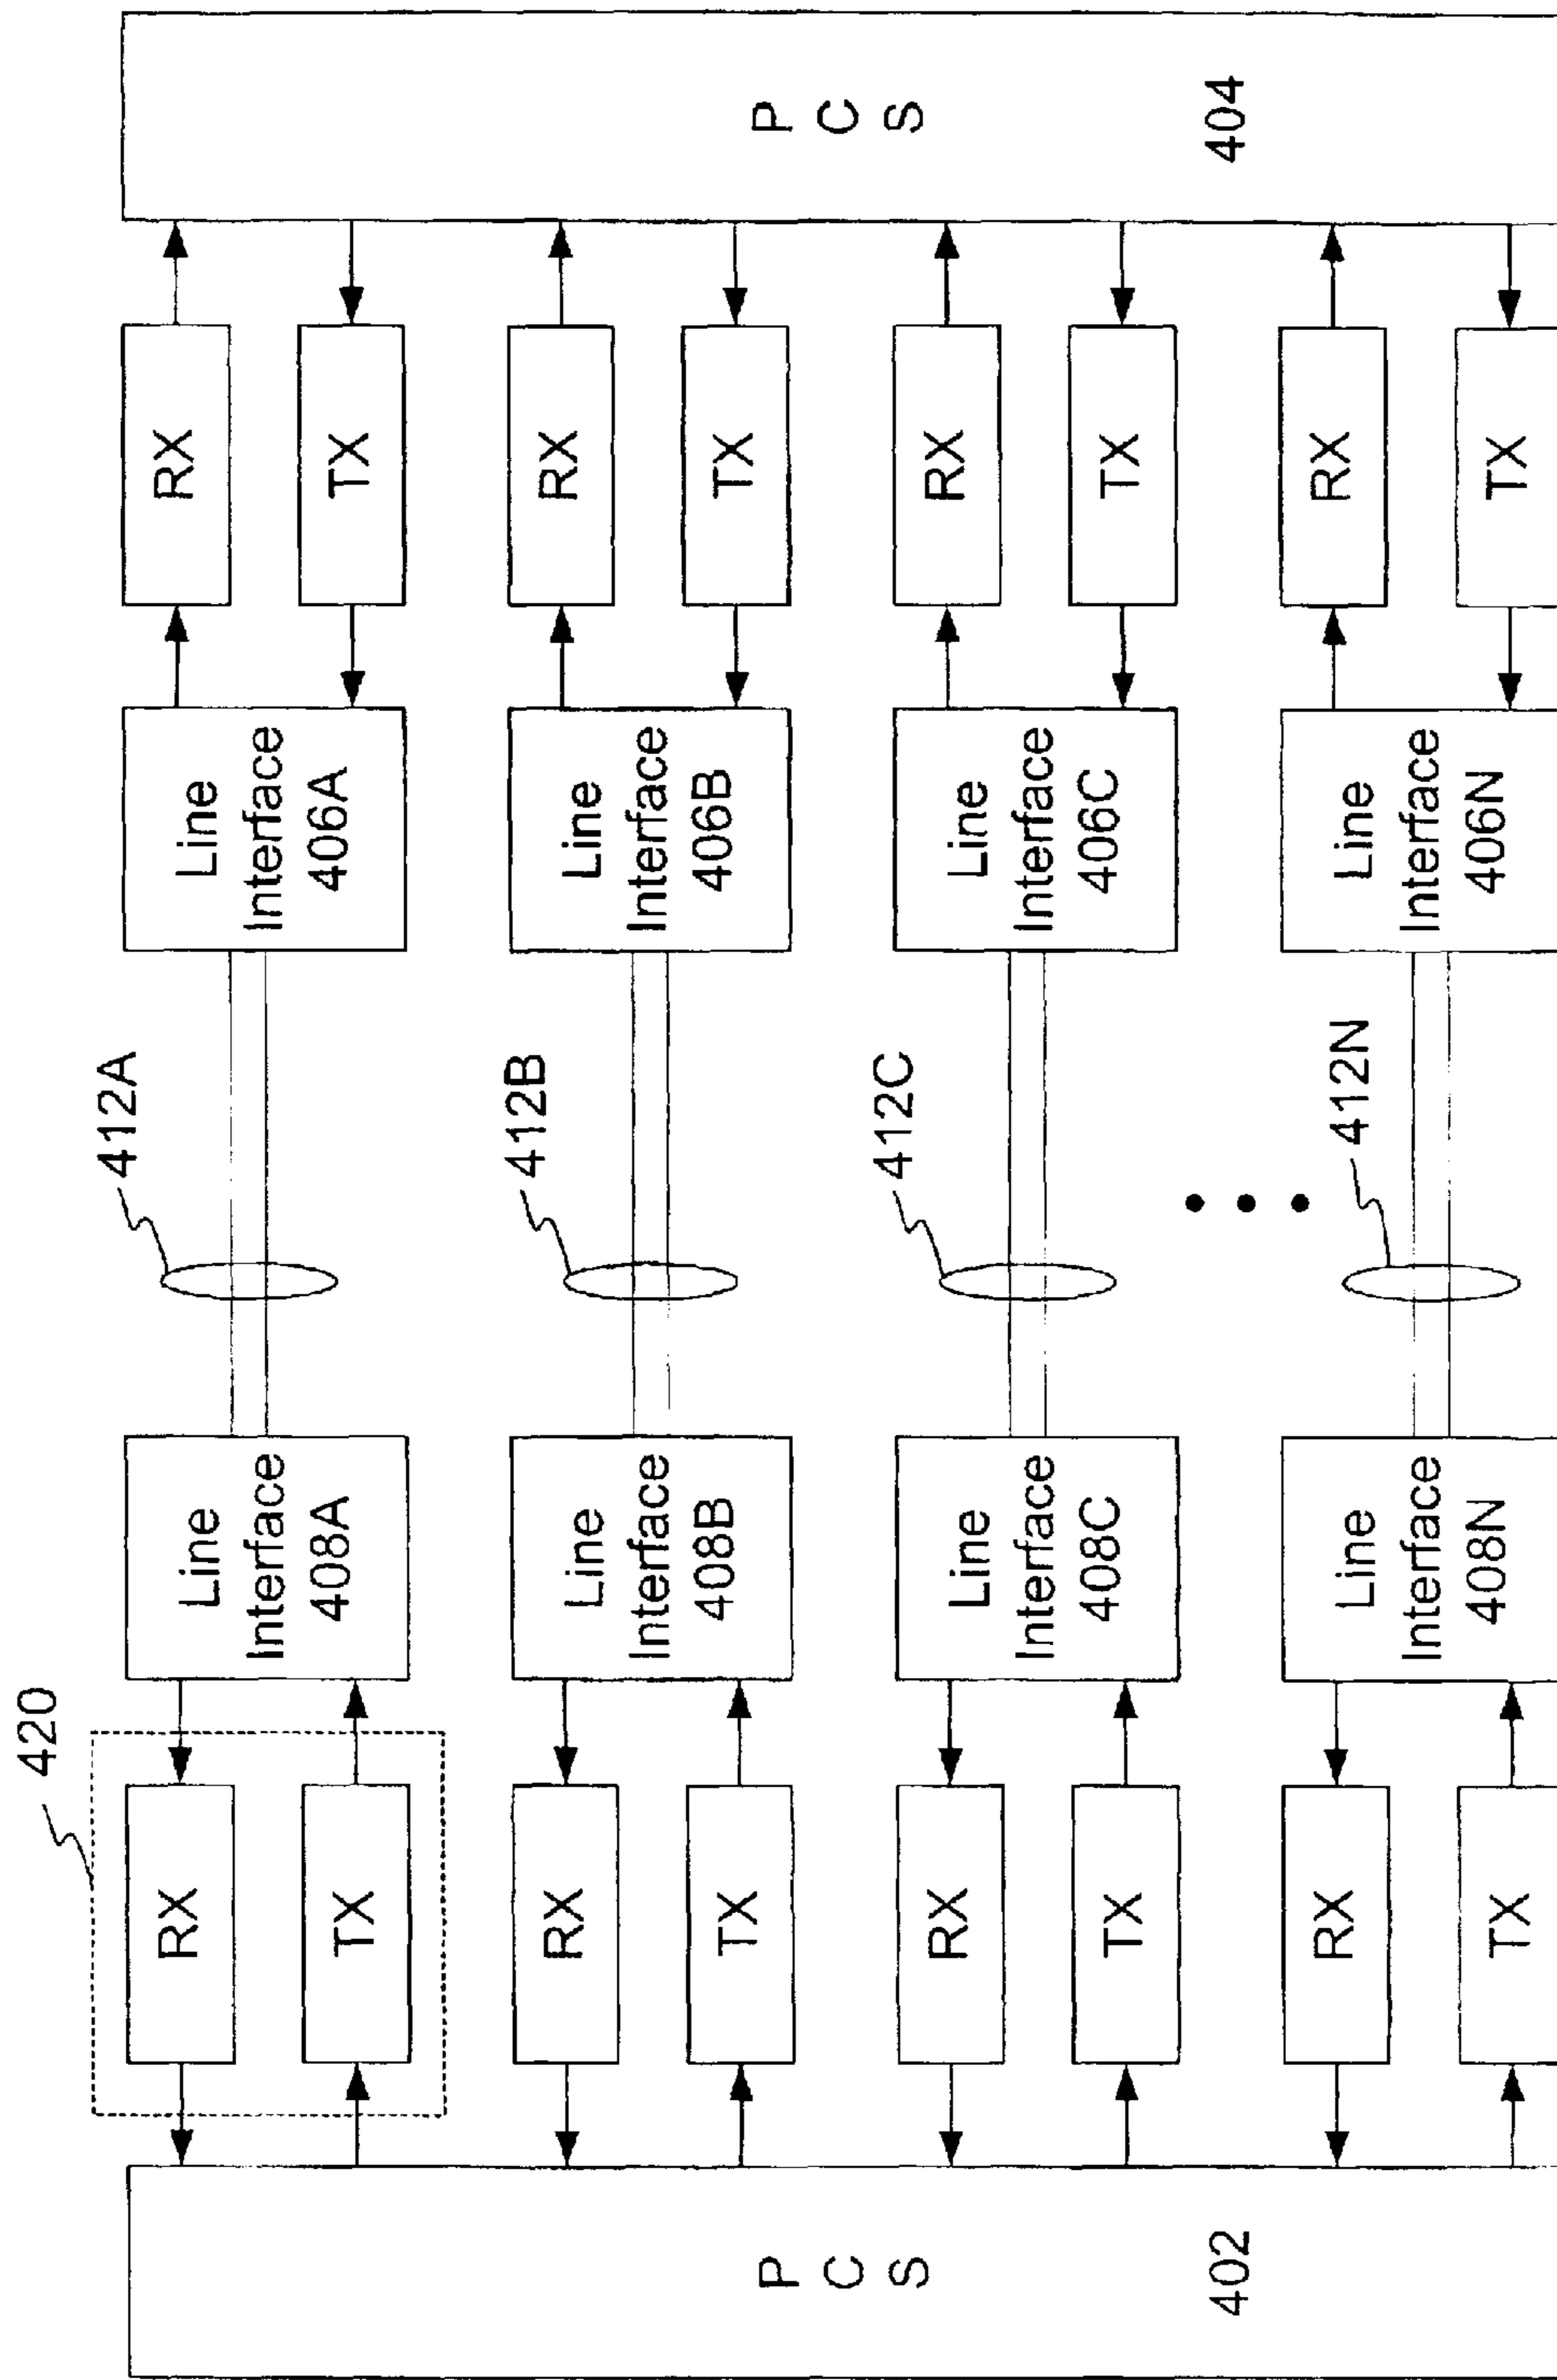 420
412A
RX
Line
Interface
408A
Line
Interface
406A
RX
TX
TX
412B
RX
Line
Interface
408B
Line
Interface
406B
RX
TX
TX
P
C
S
402
P
C
S
404
412C
RX
Line
Interface
408C
Line
Interface
406C
RX
TX
TX
412N
RX
Line
Interface
408N
Line
Interface
406N
RX
TX
TX